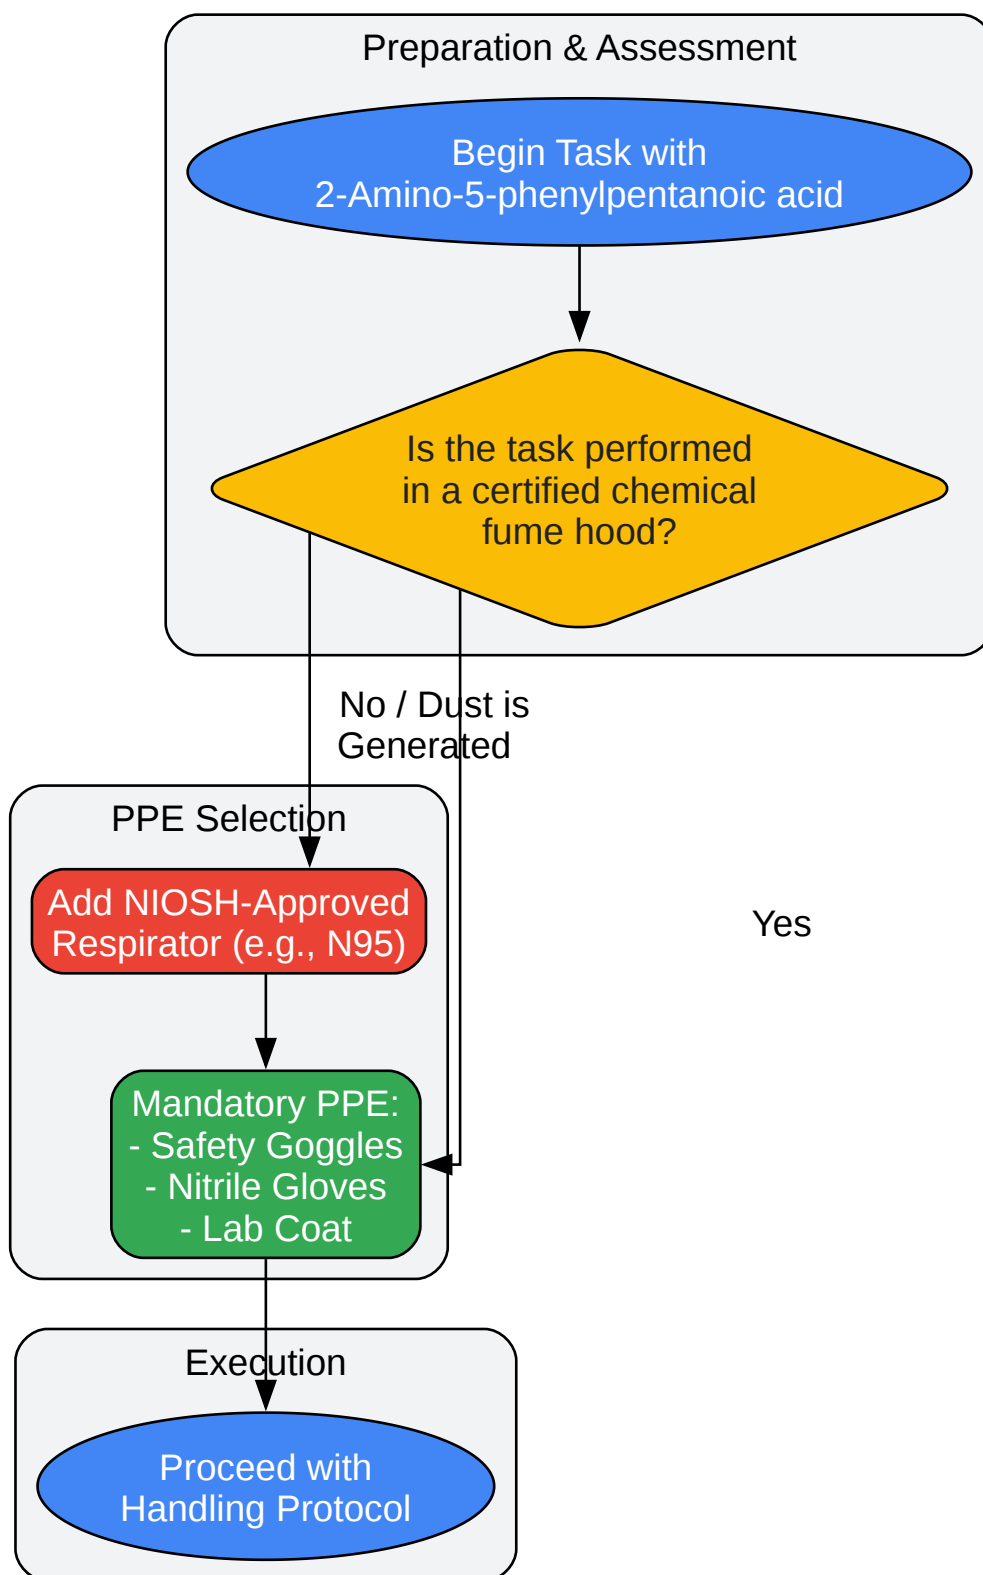 Preparation & Assessment
Begin Task with
2-Amino-5-phenylpentanoic acid
Is the task performed
in a certified chemical
fume hood?
No / Dust is
Generated
PPE Selection
Add NIOSH-Approved
Respirator (e.g., N95)
Yes
Mandatory PPE:
- Safety Goggles
- Nitrile Gloves
- Lab Coat
Execution
Proceed with
Handling Protocol